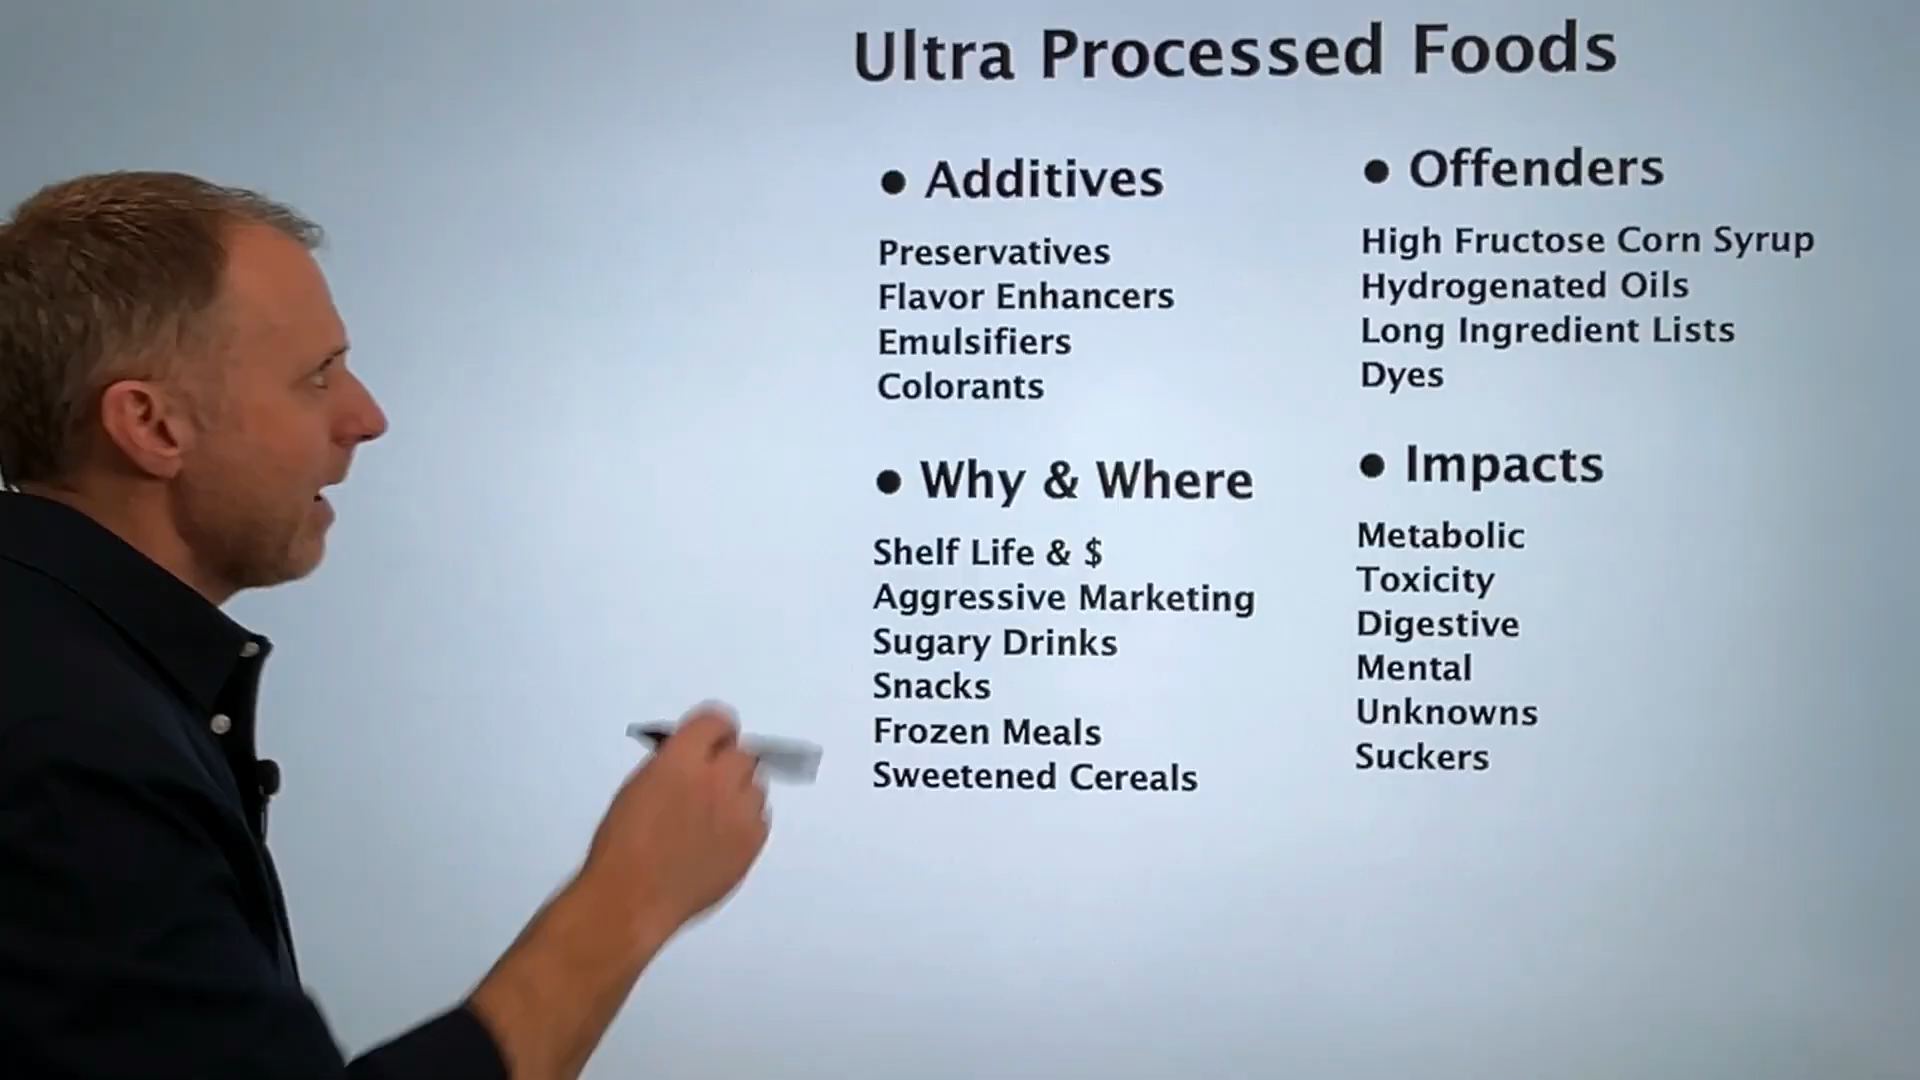 Ultra Processed Foods
● Additives
Preservatives
Flavor Enhancers
Emulsifiers
Colorants
● Why & Where
Shelf Life & $
Aggressive Marketing
Sugary Drinks
Snacks
Frozen Meals
Sweetened Cereals
● Offenders
High Fructose Corn Syrup
Hydrogenated Oils
Long Ingredient Lists
Dyes
● Impacts
Metabolic
Toxicity
Digestive
Mental
Unknowns
Suckers